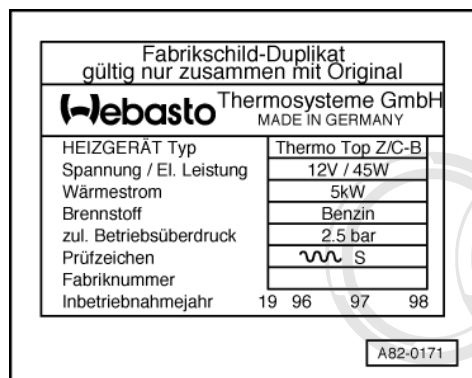 Fabrikschild-Duplikat
gültig nur zusammen mit Original
Webasto Thermosysteme GmbH
MADE IN GERMANY
HEIZGERÄT Typ Thermo Top Z/C-B
Spannung / El. Leistung 12V / 45W
Wärmestrom 5kW
Brennstoff Benzin
zul. Betriebsüberdruck 2.5 bar
Prüfzeichen S
Fabriknummer
Inbetriebnahmejahr 19 96 97 98
A82-0171